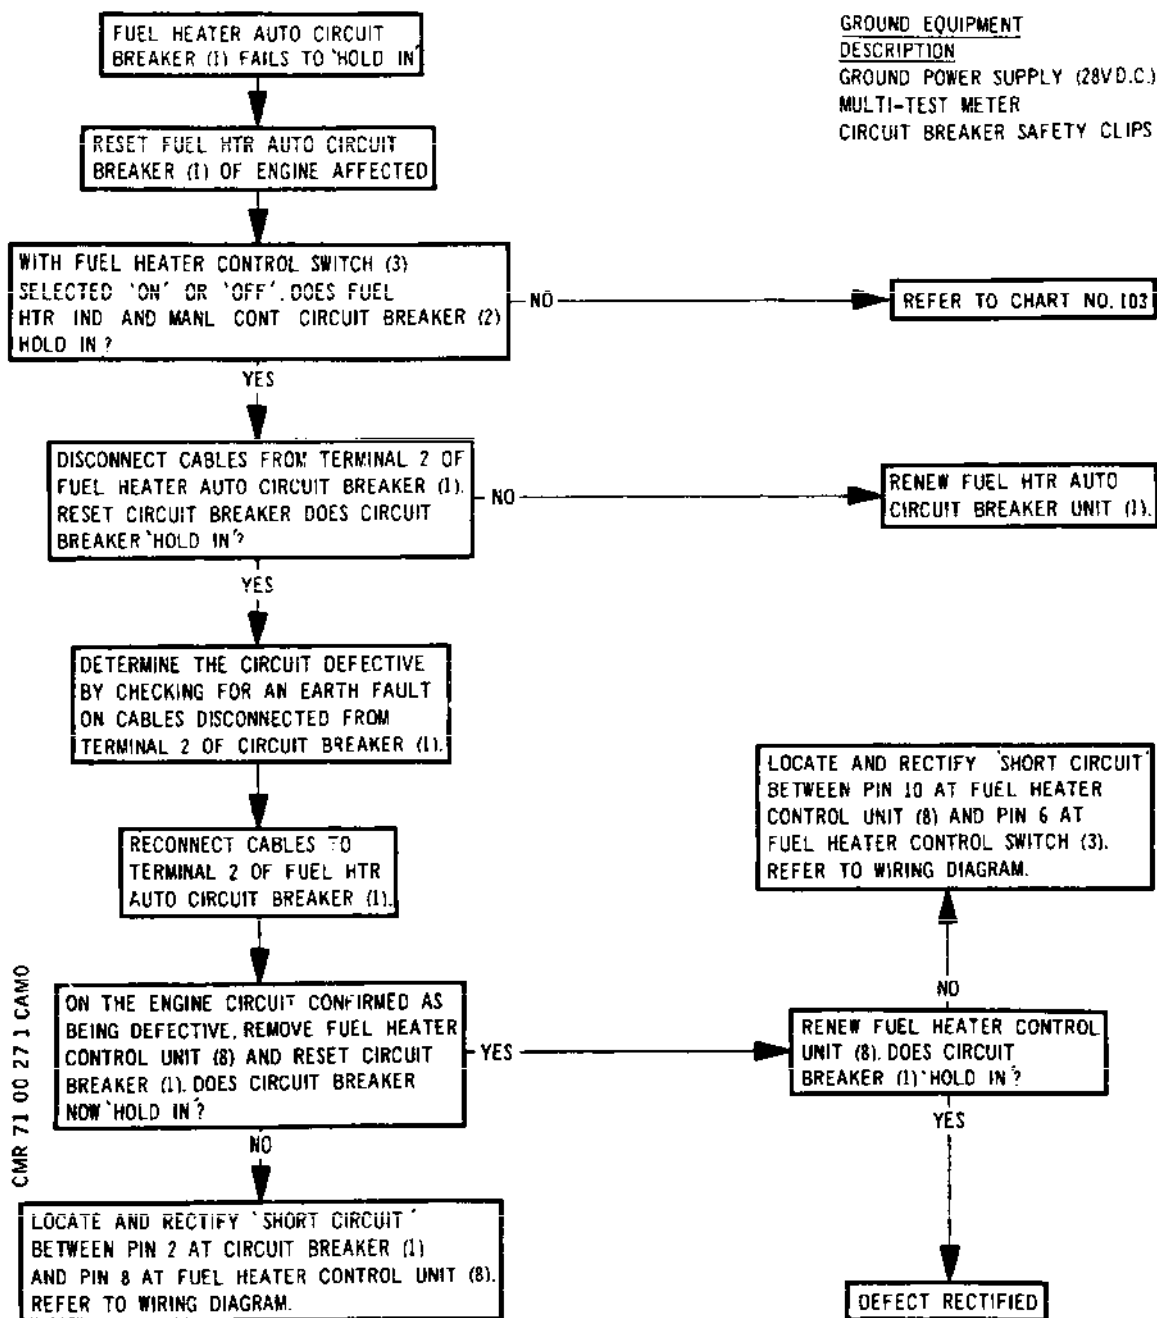 FUEL HEATER AUTO CIRCUIT
BREAKER (1) FAILS TO 'HOLD IN'
GROUND EQUIPMENT
DESCRIPTION
GROUND POWER SUPPLY (28V D.C.)
MULTI-TEST METER
CIRCUIT BREAKER SAFETY CLIPS
RESET FUEL HTR AUTO CIRCUIT
BREAKER (1) OF ENGINE AFFECTED
WITH FUEL HEATER CONTROL SWITCH (3)
SELECTED 'ON' OR 'OFF'. DOES FUEL
HTR IND AND MANL CONT CIRCUIT BREAKER (2)
HOLD IN ?
NO
REFER TO CHART NO. 103
YES
DISCONNECT CABLES FROM TERMINAL 2 OF
FUEL HEATER AUTO CIRCUIT BREAKER (1).
RESET CIRCUIT BREAKER DOES CIRCUIT
BREAKER 'HOLD IN'?
NO
RENEW FUEL HTR AUTO
CIRCUIT BREAKER UNIT (1).
YES
DETERMINE THE CIRCUIT DEFECTIVE
BY CHECKING FOR AN EARTH FAULT
ON CABLES DISCONNECTED FROM
TERMINAL 2 OF CIRCUIT BREAKER (1).
RECONNECT CABLES TO
TERMINAL 2 OF FUEL HTR
AUTO CIRCUIT BREAKER (1).
LOCATE AND RECTIFY 'SHORT CIRCUIT'
BETWEEN PIN 10 AT FUEL HEATER
CONTROL UNIT (8) AND PIN 6 AT
FUEL HEATER CONTROL SWITCH (3).
REFER TO WIRING DIAGRAM.
NO
ON THE ENGINE CIRCUIT CONFIRMED AS
BEING DEFECTIVE, REMOVE FUEL HEATER
CONTROL UNIT (8) AND RESET CIRCUIT
BREAKER (1). DOES CIRCUIT BREAKER
NOW 'HOLD IN'?
YES
RENEW FUEL HEATER CONTROL
UNIT (8). DOES CIRCUIT
BREAKER (1) 'HOLD IN'?
YES
NO
LOCATE AND RECTIFY 'SHORT CIRCUIT'
BETWEEN PIN 2 AT CIRCUIT BREAKER (1)
AND PIN 8 AT FUEL HEATER CONTROL UNIT (8).
REFER TO WIRING DIAGRAM.
DEFECT RECTIFIED
CMR 71 00 27 1 CAMO